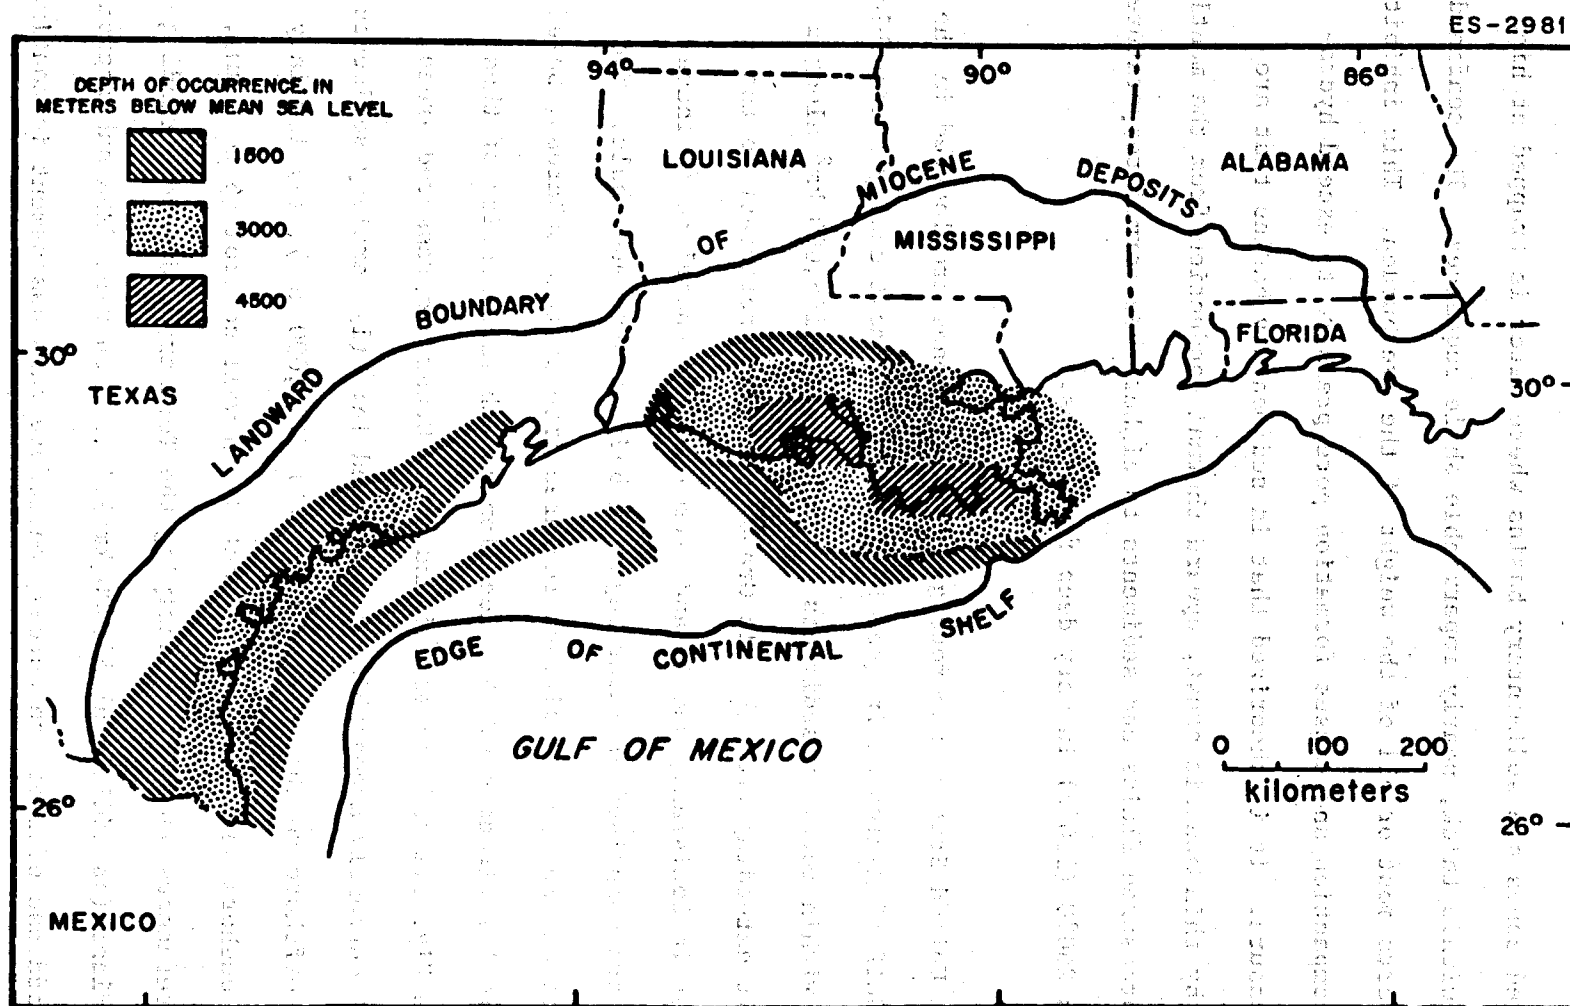 ES-2981
DEPTH OF OCCURRENCE, IN
METERS BELOW MEAN SEA LEVEL
1500
3000
4500
94°
90°
86°
LOUISIANA
MISSISSIPPI
ALABAMA
FLORIDA
TEXAS
MEXICO
LANDWARD BOUNDARY OF MIOCENE DEPOSITS
30°
30°
EDGE OF CONTINENTAL SHELF
GULF OF MEXICO
26°
26°
0 100 200
kilometers